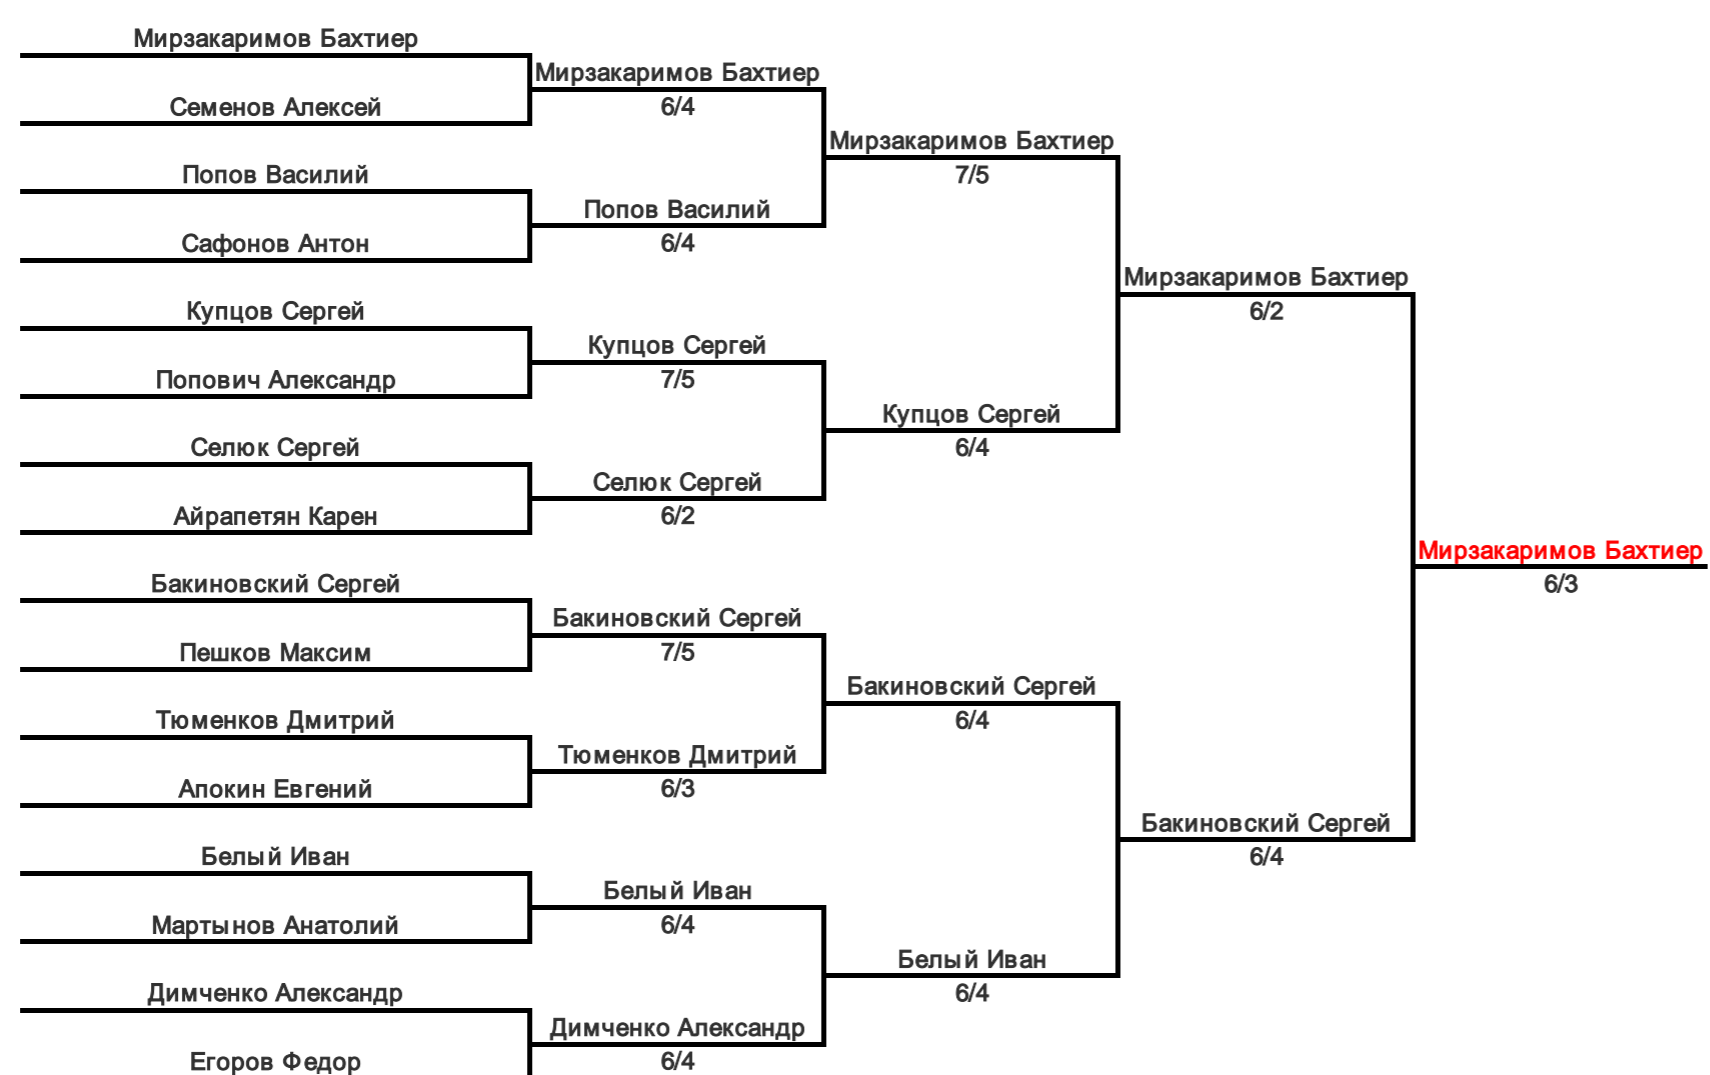 Мирзакаримов Бахтиер
Семенов Алексей
Попов Василий
Сафонов Антон
Купцов Сергей
Попович Александр
Селюк Сергей
Айрапетян Карен
Бакиновский Сергей
Пешков Максим
Тюменков Дмитрий
Апокин Евгений
Белый Иван
Мартынов Анатолий
Димченко Александр
Егоров Федор
Мирзакаримов Бахтиер
6/4
Попов Василий
6/4
Купцов Сергей
7/5
Селюк Сергей
6/2
Бакиновский Сергей
7/5
Тюменков Дмитрий
6/3
Белый Иван
6/4
Димченко Александр
6/4
Мирзакаримов Бахтиер
7/5
Купцов Сергей
6/4
Бакиновский Сергей
6/4
Белый Иван
6/4
Мирзакаримов Бахтиер
6/2
Бакиновский Сергей
6/4
Мирзакаримов Бахтиер
6/3